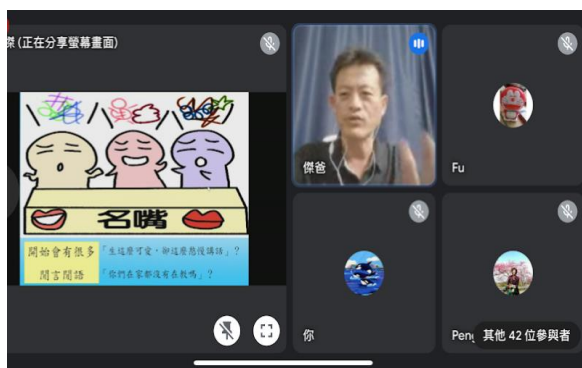 傑 (正在分享螢幕畫面)
名嘴
開始會有很多
閒言閒語
「生這麼可愛，卻這麼慢講話」？
「你們在家都沒有在教嗎」？
傑爸
Fu
你
Peng
其他 42 位參與者